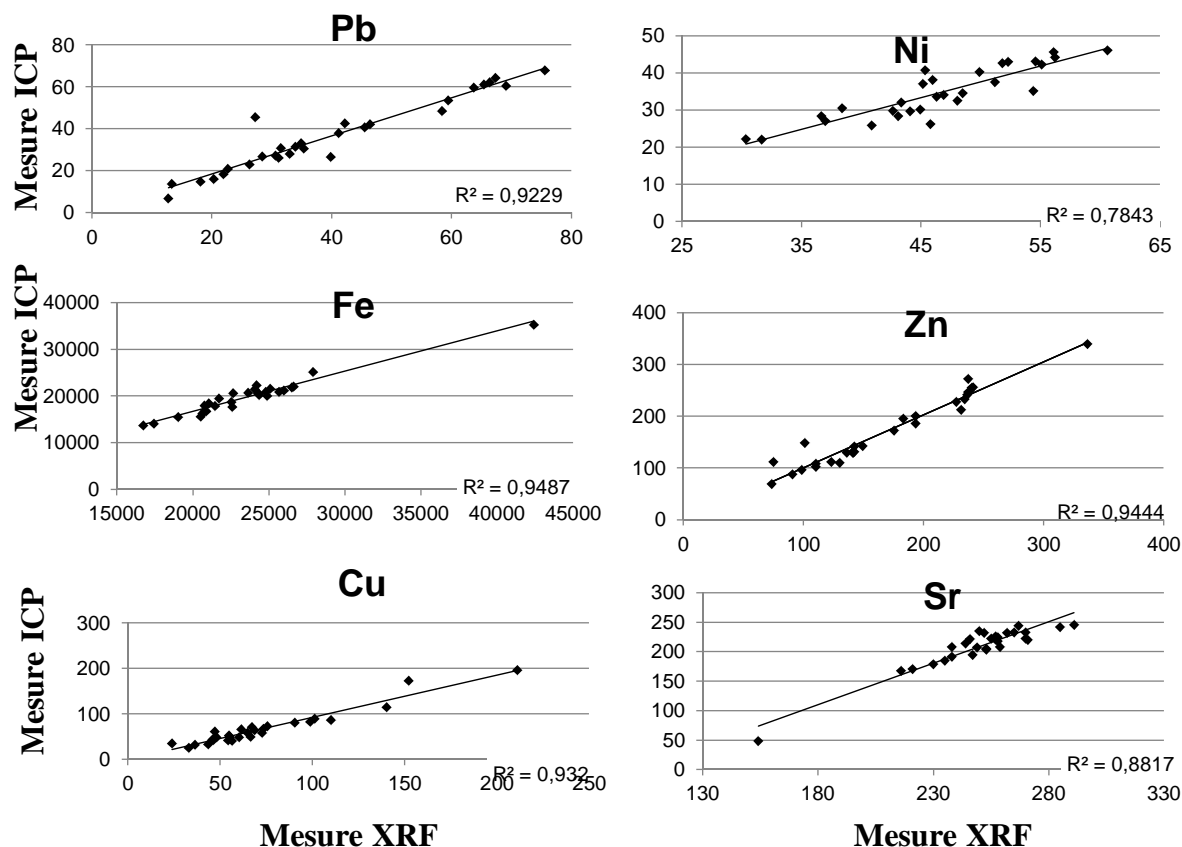 Pb
Mesure ICP
80
60
40
20
0
0 20 40 60 80
R² = 0,9229
Ni
50
40
30
20
10
0
25 35 45 55 65
R² = 0,7843
Fe
Mesure ICP
40000
30000
20000
10000
0
15000 20000 25000 30000 35000 40000 45000
R² = 0,9487
Zn
400
300
200
100
0
0 100 200 300 400
R² = 0,9444
Cu
Mesure ICP
300
200
100
0
0 50 100 150 200 250
R² = 0,932
Mesure XRF
Sr
300
250
200
150
100
50
0
130 180 230 280 330
R² = 0,8817
Mesure XRF